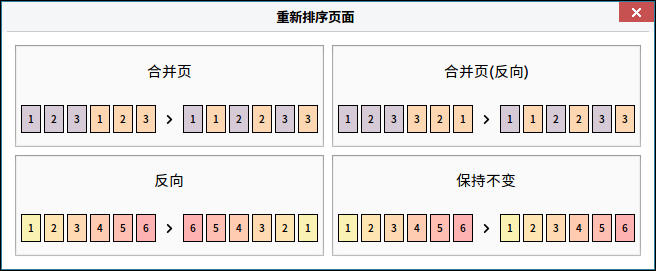 重新排序页面
合并页
1 2 3 1 2 3 > 1 1 2 2 3 3
合并页(反向)
1 2 3 3 2 1 > 1 1 2 2 3 3
反向
1 2 3 4 5 6 > 6 5 4 3 2 1
保持不变
1 2 3 4 5 6 > 1 2 3 4 5 6